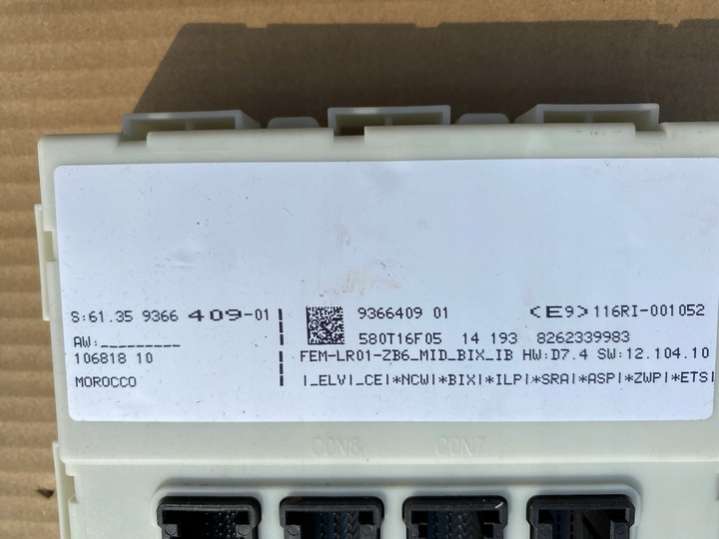 S:61.35 9366 409-01
AW:_________
106818 10
MOROCCO
9366409 01
<E9>116RI-001052
580T16F05 14 193 8262339983
FEM-LR01-ZB6_MID_BIX_IB HW:D7.4 SW:12.104.10
|_ELV|_CE|*NCW|*BIX|*ILP|*SRA|*ASP|*ZWP|*ETS|
CON6 CON7